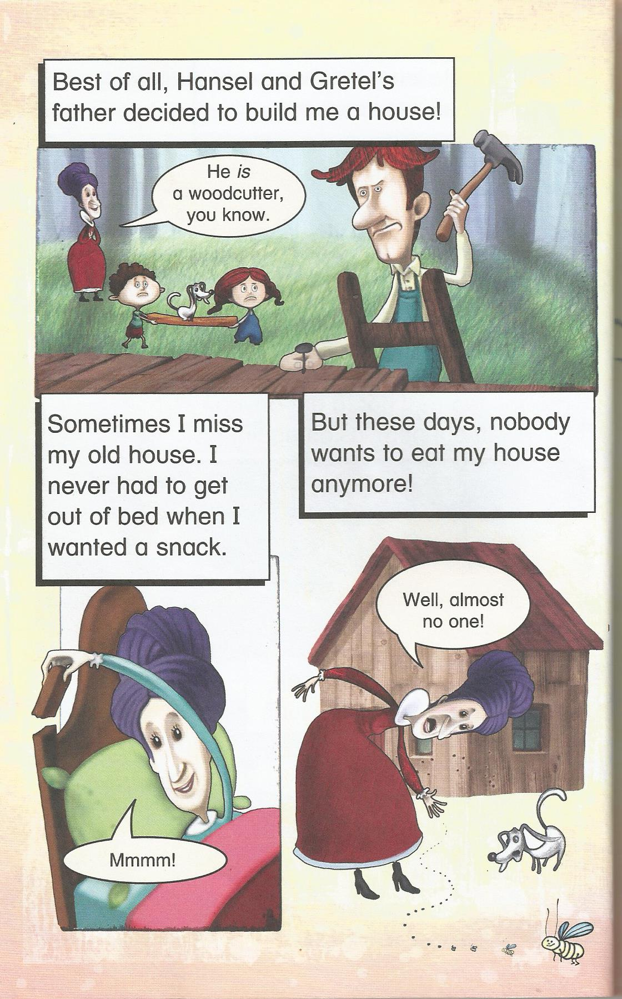 Best of all, Hansel and Gretel's
father decided to build me a house!
He is
a woodcutter,
you know.
Sometimes I miss
my old house. I
never had to get
out of bed when I
wanted a snack.
Mmmm!
But these days, nobody
wants to eat my house
anymore!
Well, almost
no one!